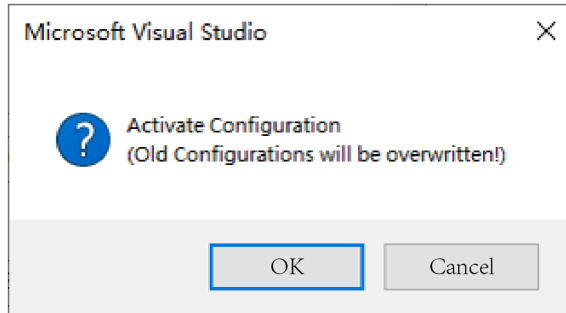 Microsoft Visual Studio
Activate Configuration
(Old Configurations will be overwritten!)
OK
Cancel